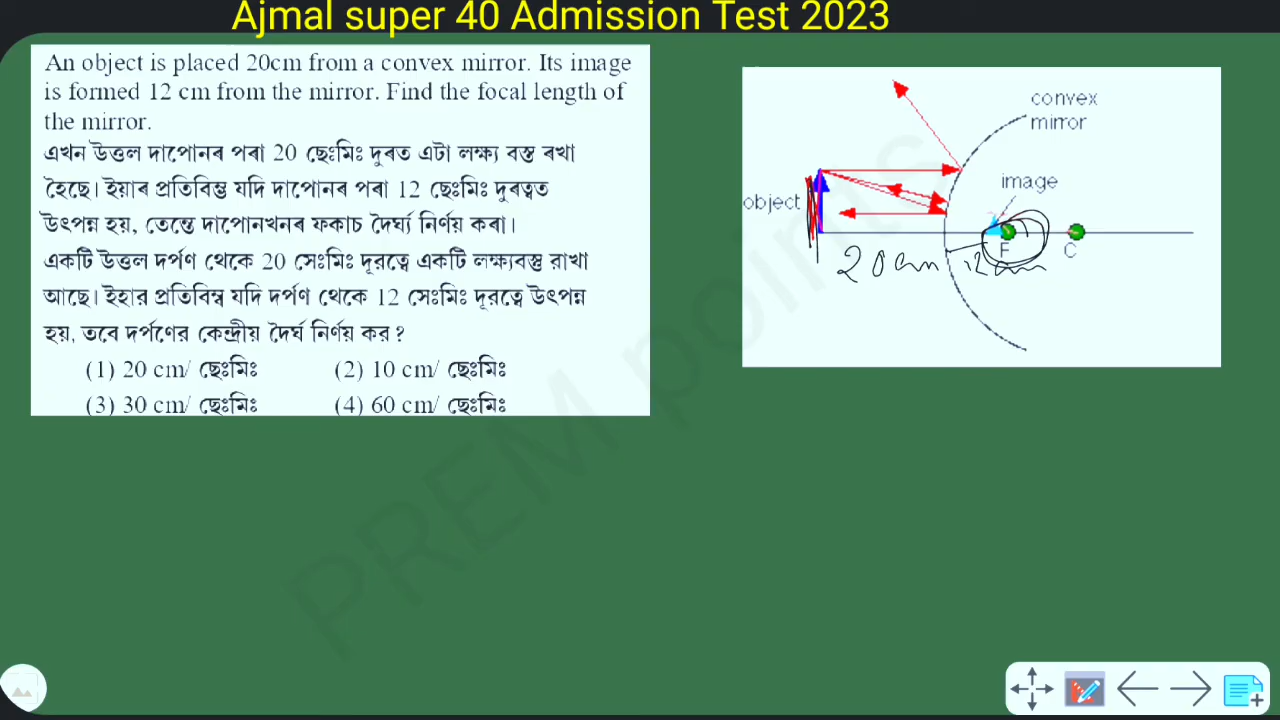 Ajmal super 40 Admission Test 2023
An object is placed 20cm from a convex mirror. Its image
is formed 12 cm from the mirror. Find the focal length of
the mirror.
এখন উত্তল দাপোনৰ পৰা 20 ছেঃমিঃ দুৰত এটা লক্ষ্য বস্তু ৰখা
হৈছে। ইয়াৰ প্ৰতিবিম্ভ যদি দাপোনৰ পৰা 12 ছেঃমিঃ দুৰত্বত
উৎপন্ন হয়, তেন্তে দাপোনখনৰ ফকাচ দৈৰ্ঘ্য নিৰ্ণয় কৰা।
একটি উত্তল দর্পণ থেকে 20 সেঃমিঃ দূরত্বে একটি লক্ষ্যবস্তু রাখা
আছে। ইহার প্রতিবিম্ব যদি দর্পণ থেকে 12 সেঃমিঃ দূরত্বে উৎপন্ন
হয়, তবে দর্পণের কেন্দ্রীয় দৈর্ঘ নির্ণয় কর ?
(1) 20 cm/ ছেঃমিঃ (2) 10 cm/ ছেঃমিঃ
(3) 30 cm/ ছেঃমিঃ (4) 60 cm/ ছেঃমিঃ
convex
mirror
image
object
F C
20 cm 12 cm
PREM points